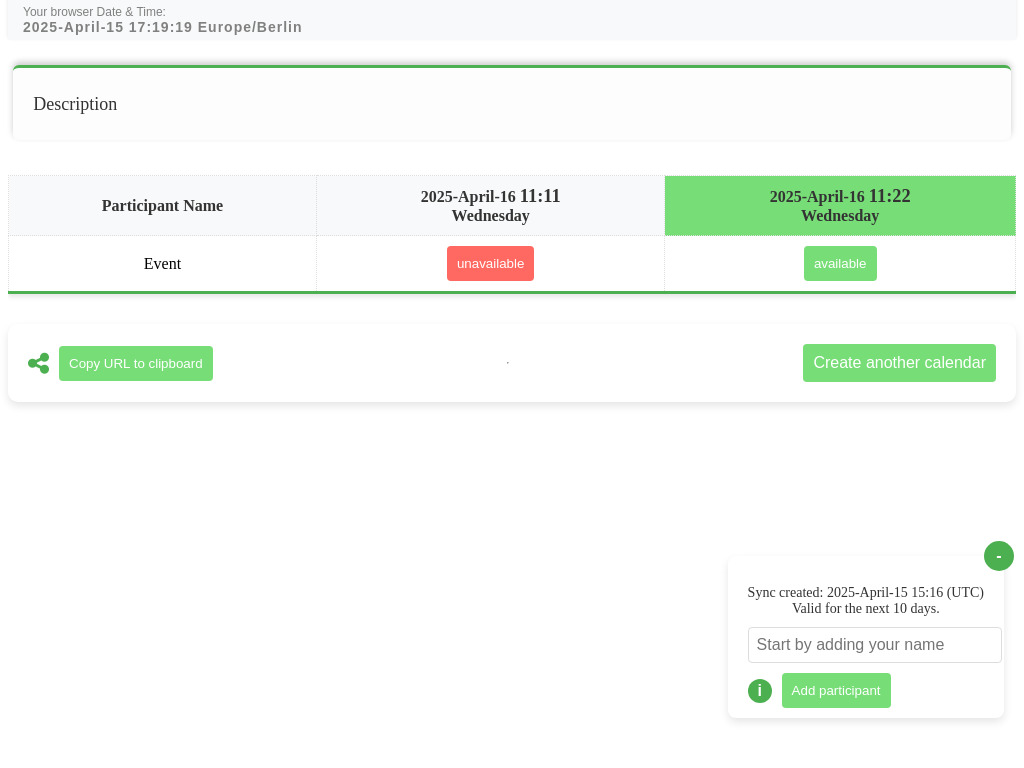 Your browser Date & Time:
2025-April-15 17:19:19 Europe/Berlin
Description
Participant Name
2025-April-16 11:11
Wednesday
2025-April-16 11:22
Wednesday
Event
unavailable
available
Copy URL to clipboard
.
Create another calendar
-
Sync created: 2025-April-15 15:16 (UTC)
Valid for the next 10 days.
Start by adding your name
i
Add participant